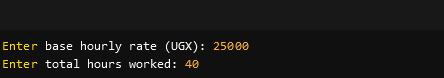 Enter base hourly rate (UGX): 25000
Enter total hours worked: 40